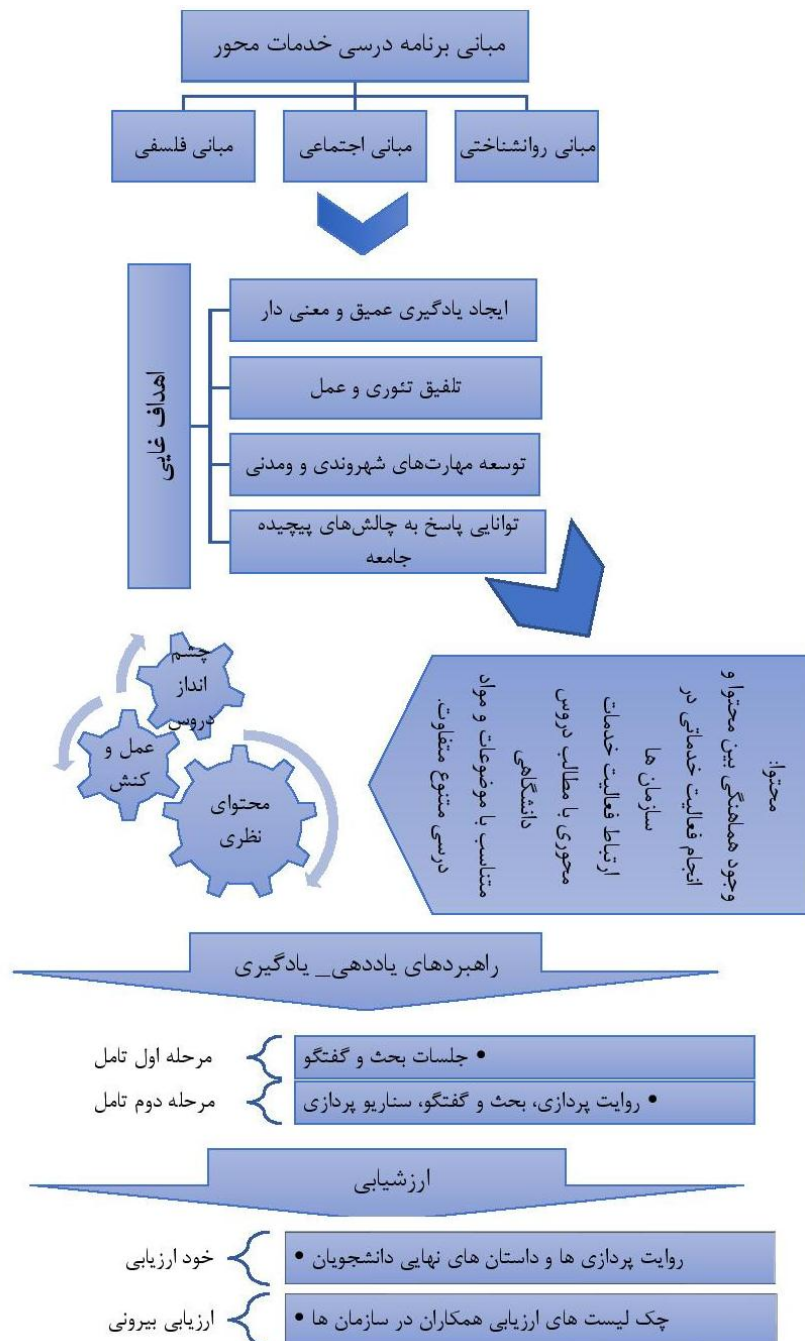 مبانی برنامه درسی خدمات محور
مبانی روانشناختی
مبانی اجتماعی
مبانی فلسفی
اهداف غایی
ایجاد یادگیری عمیق و معنی دار
تلفیق تئوری و عمل
توسعه مهارت‌های شهروندی و ومدنی
توانایی پاسخ به چالش‌های پیچیده
جامعه
محتوا:
وجود هماهنگی بین محتوا و
انجام فعالیت خدماتی در
سازمان ها
ارتباط فعالیت خدمات
محوری با مطالب دروس
دانشگاهی
متناسب با موضوعات و مواد
درسی متنوع متفاوت.
چشم
انداز
دروس
عمل و
کنش
محتوای
نظری
راهبردهای یاددهی_ یادگیری
• جلسات بحث و گفتگو
مرحله اول تامل
• روایت پردازی، بحث و گفتگو، سناریو پردازی
مرحله دوم تامل
ارزشیابی
روایت پردازی ها و داستان های نهایی دانشجویان •
خود ارزیابی
چک لیست های ارزیابی همکاران در سازمان ها •
ارزیابی بیرونی